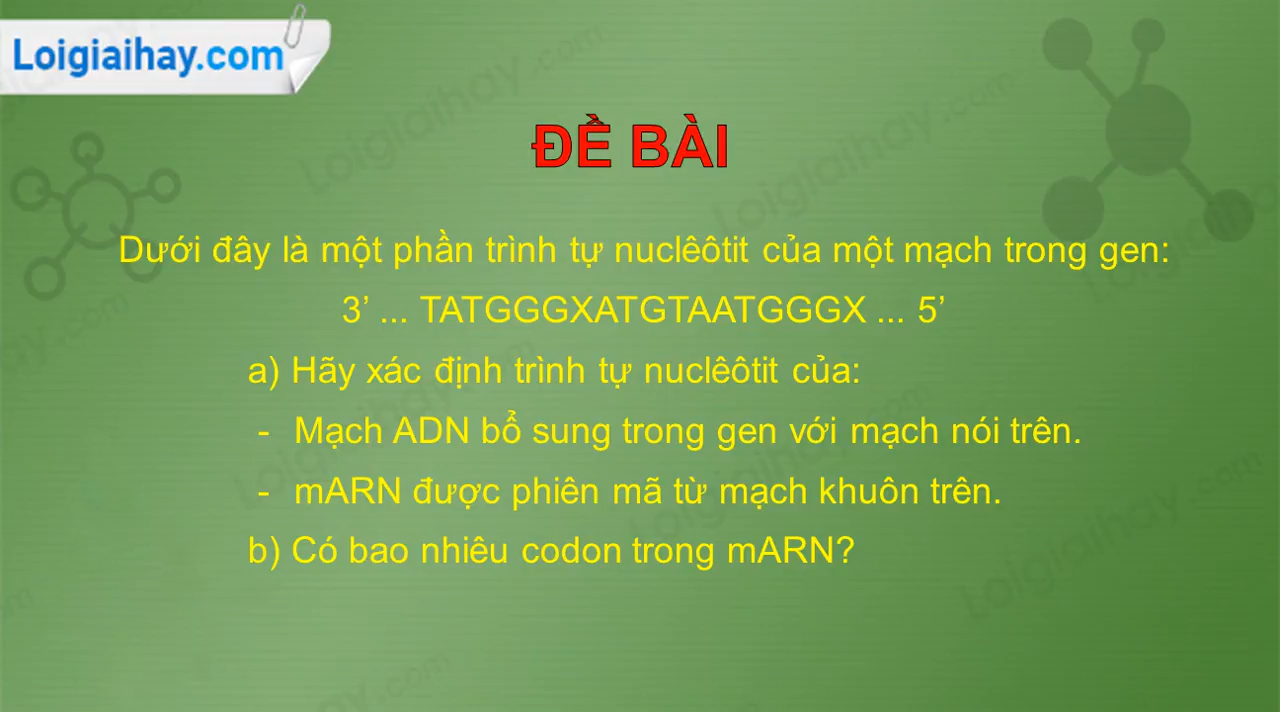 Loigiaihay.com
ĐỀ BÀI
Dưới đây là một phần trình tự nuclêôtit của một mạch trong gen:
3’ ... TATGGGXATGTAATGGGX ... 5’
a) Hãy xác định trình tự nuclêôtit của:
- Mạch ADN bổ sung trong gen với mạch nói trên.
- mARN được phiên mã từ mạch khuôn trên.
b) Có bao nhiêu codon trong mARN?